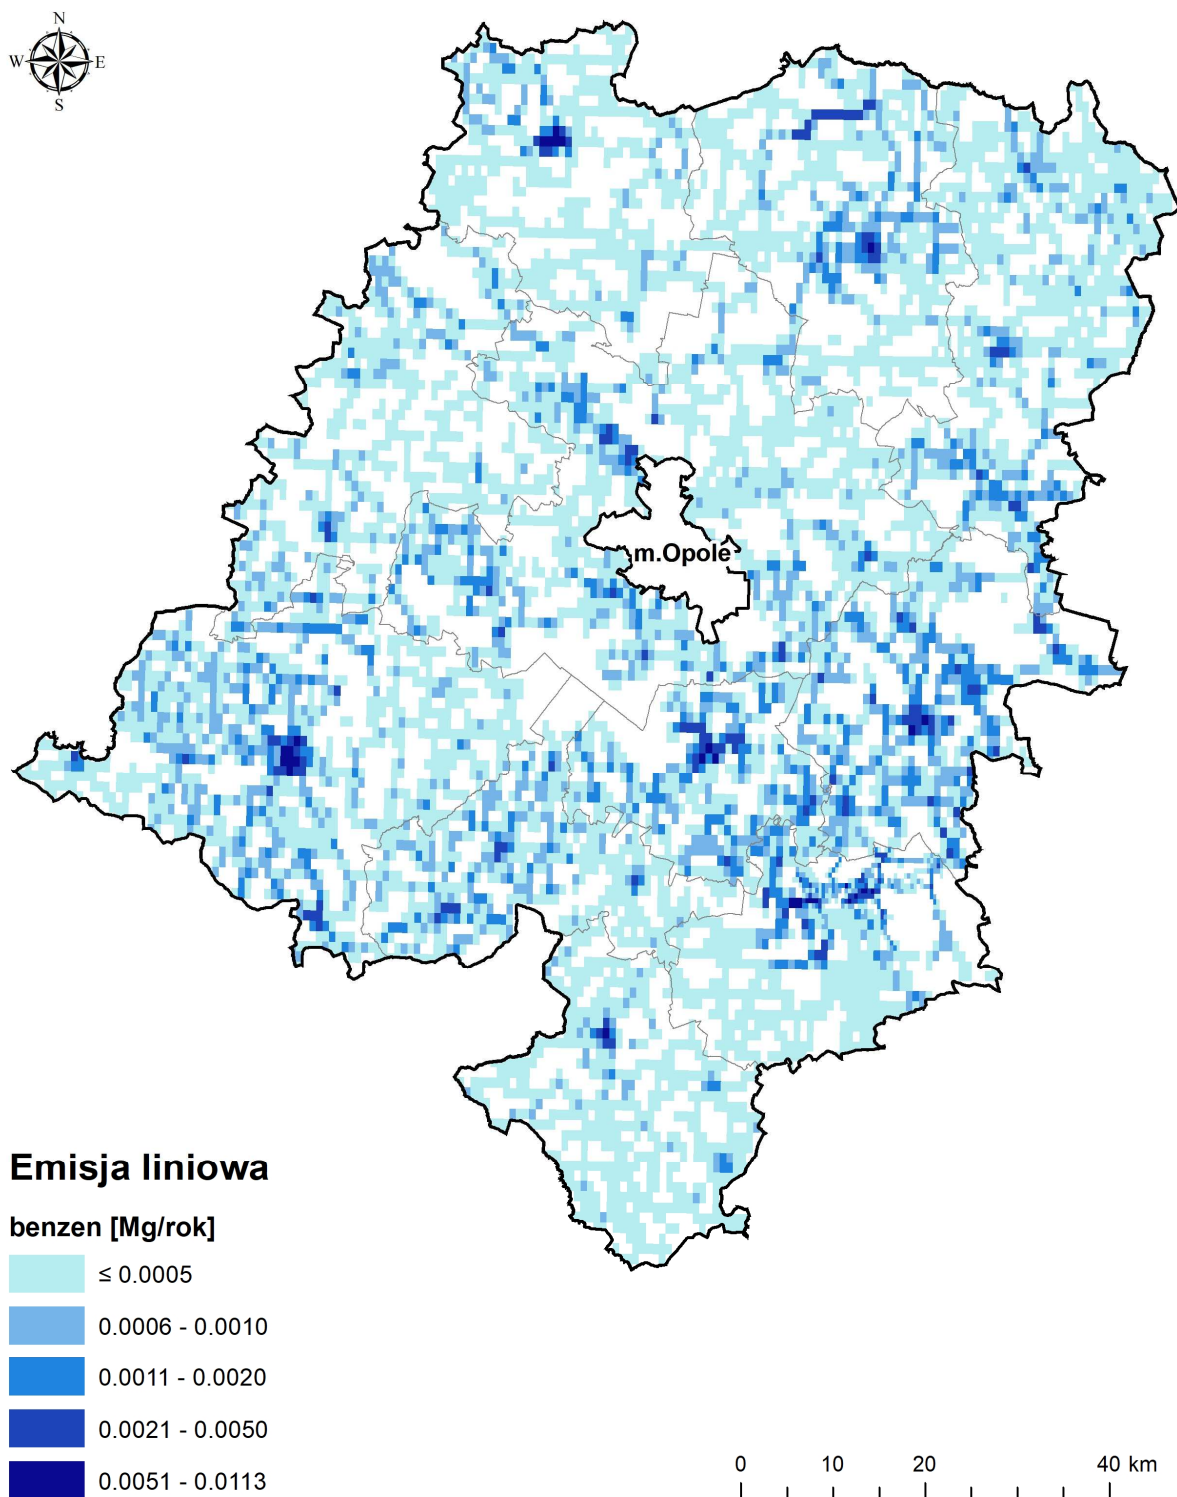 N
W E
S
m.Opole
Emisja liniowa
benzen [Mg/rok]
≤ 0.0005
0.0006 - 0.0010
0.0011 - 0.0020
0.0021 - 0.0050
0.0051 - 0.0113
0 10 20 40 km